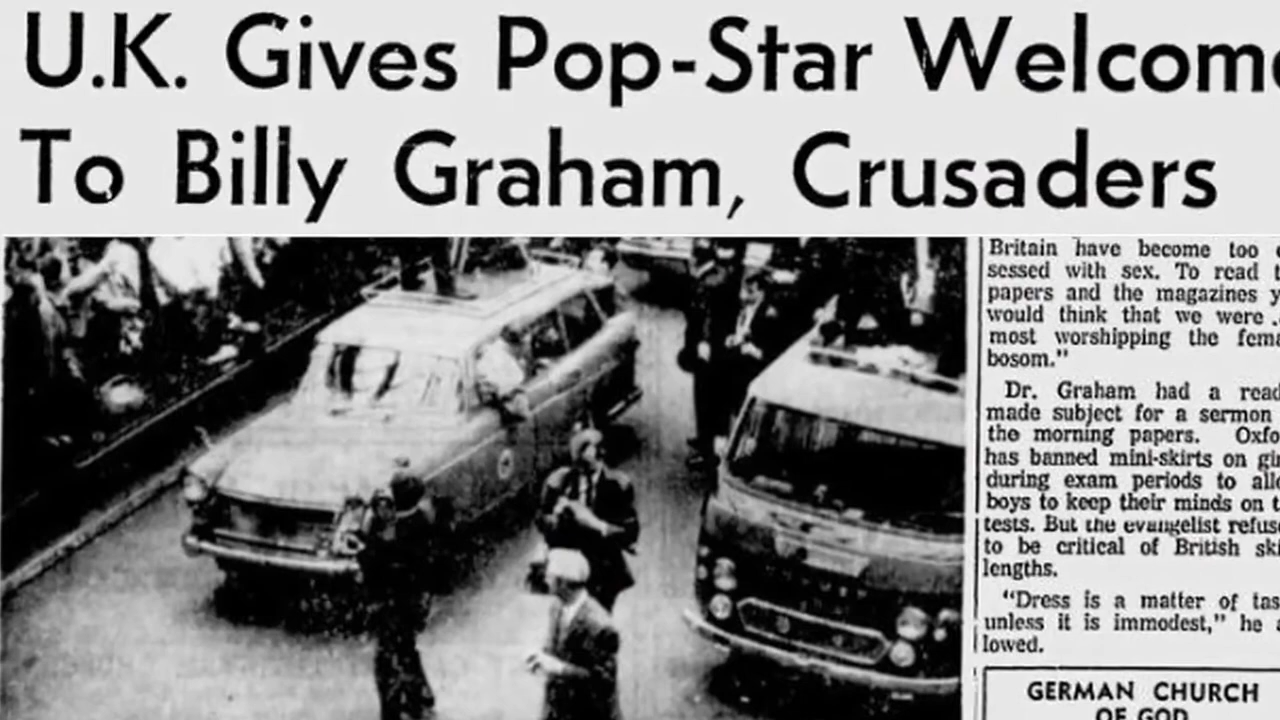 U.K. Gives Pop-Star Welcome
To Billy Graham, Crusaders
Britain have become too
sessed with sex. To read
papers and the magazines
would think that we were
most worshipping the
bosom."
Dr. Graham had a
made subject for a sermon
the morning papers.
has banned mini-skirts on
during exam periods to
boys to keep their minds on
tests. But the evangelist
to be critical of British
lengths.
"Dress is a matter of
unless it is immodest," he
lowed.
GERMAN CHURCH
OF GOD